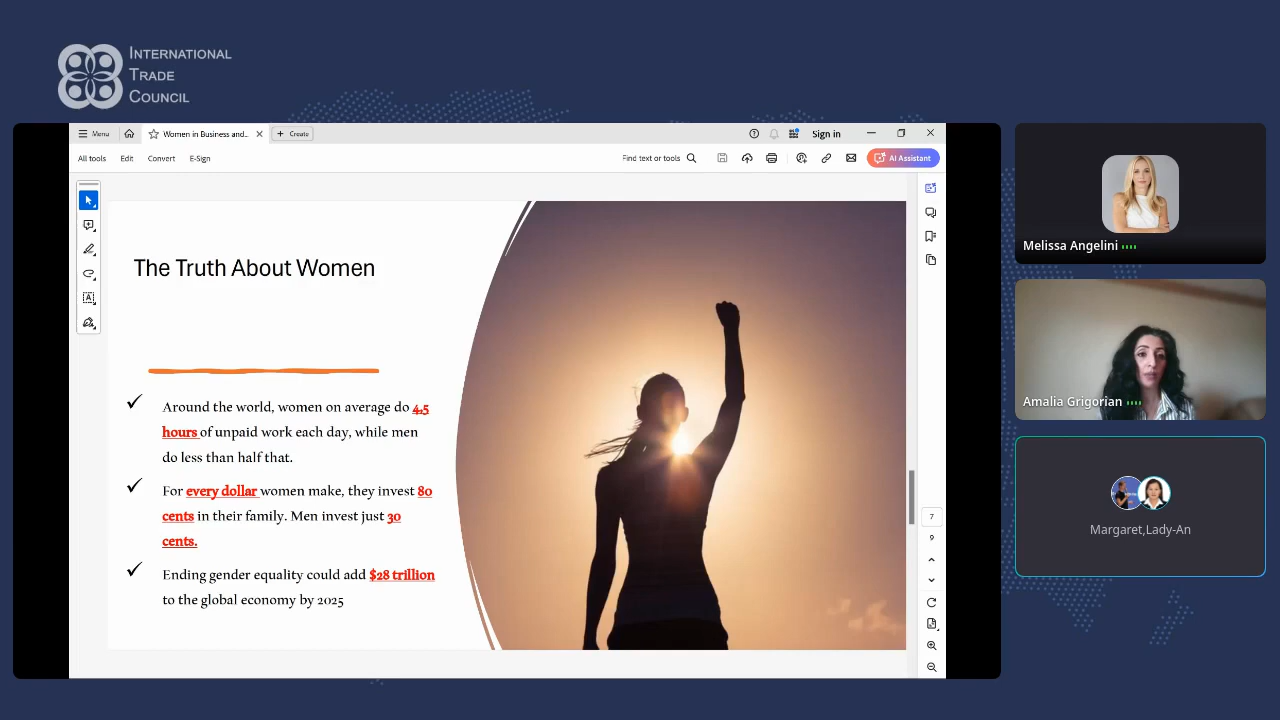 INTERNATIONAL
TRADE
COUNCIL
Menu
Women in Business and...
Create
Sign in
All tools
Edit
Convert
E-Sign
Find text or tools
AI Assistant
The Truth About Women
Around the world, women on average do 4,5
hours of unpaid work each day, while men
do less than half that.
For every dollar women make, they invest 80
cents in their family. Men invest just 30
cents.
Ending gender equality could add $28 trillion
to the global economy by 2025
7
9
Melissa Angelini
Amalia Grigorian
Margaret,Lady-An